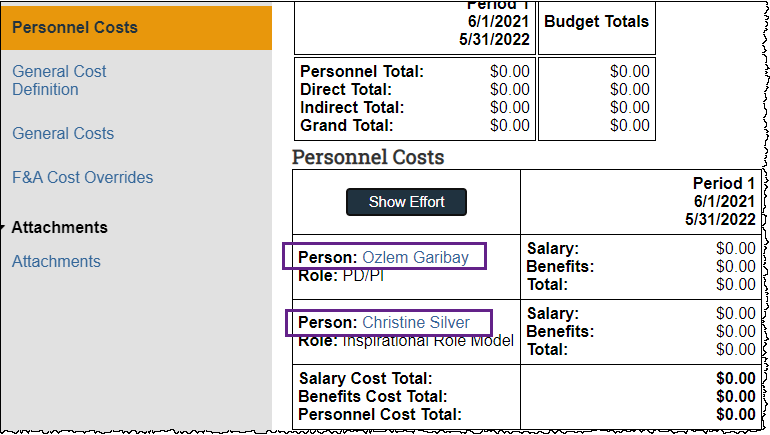 Personnel Costs
General Cost
Definition
General Costs
F&A Cost Overrides
Attachments
Attachments
Period 1
6/1/2021
5/31/2022
Budget Totals
Personnel Total: $0.00 $0.00
Direct Total: $0.00 $0.00
Indirect Total: $0.00 $0.00
Grand Total: $0.00 $0.00
Personnel Costs
Show Effort
Period 1
6/1/2021
5/31/2022
Person: Ozlem Garibay
Role: PD/PI
Salary: $0.00
Benefits: $0.00
Total: $0.00
Person: Christine Silver
Role: Inspirational Role Model
Salary: $0.00
Benefits: $0.00
Total: $0.00
Salary Cost Total: $0.00
Benefits Cost Total: $0.00
Personnel Cost Total: $0.00